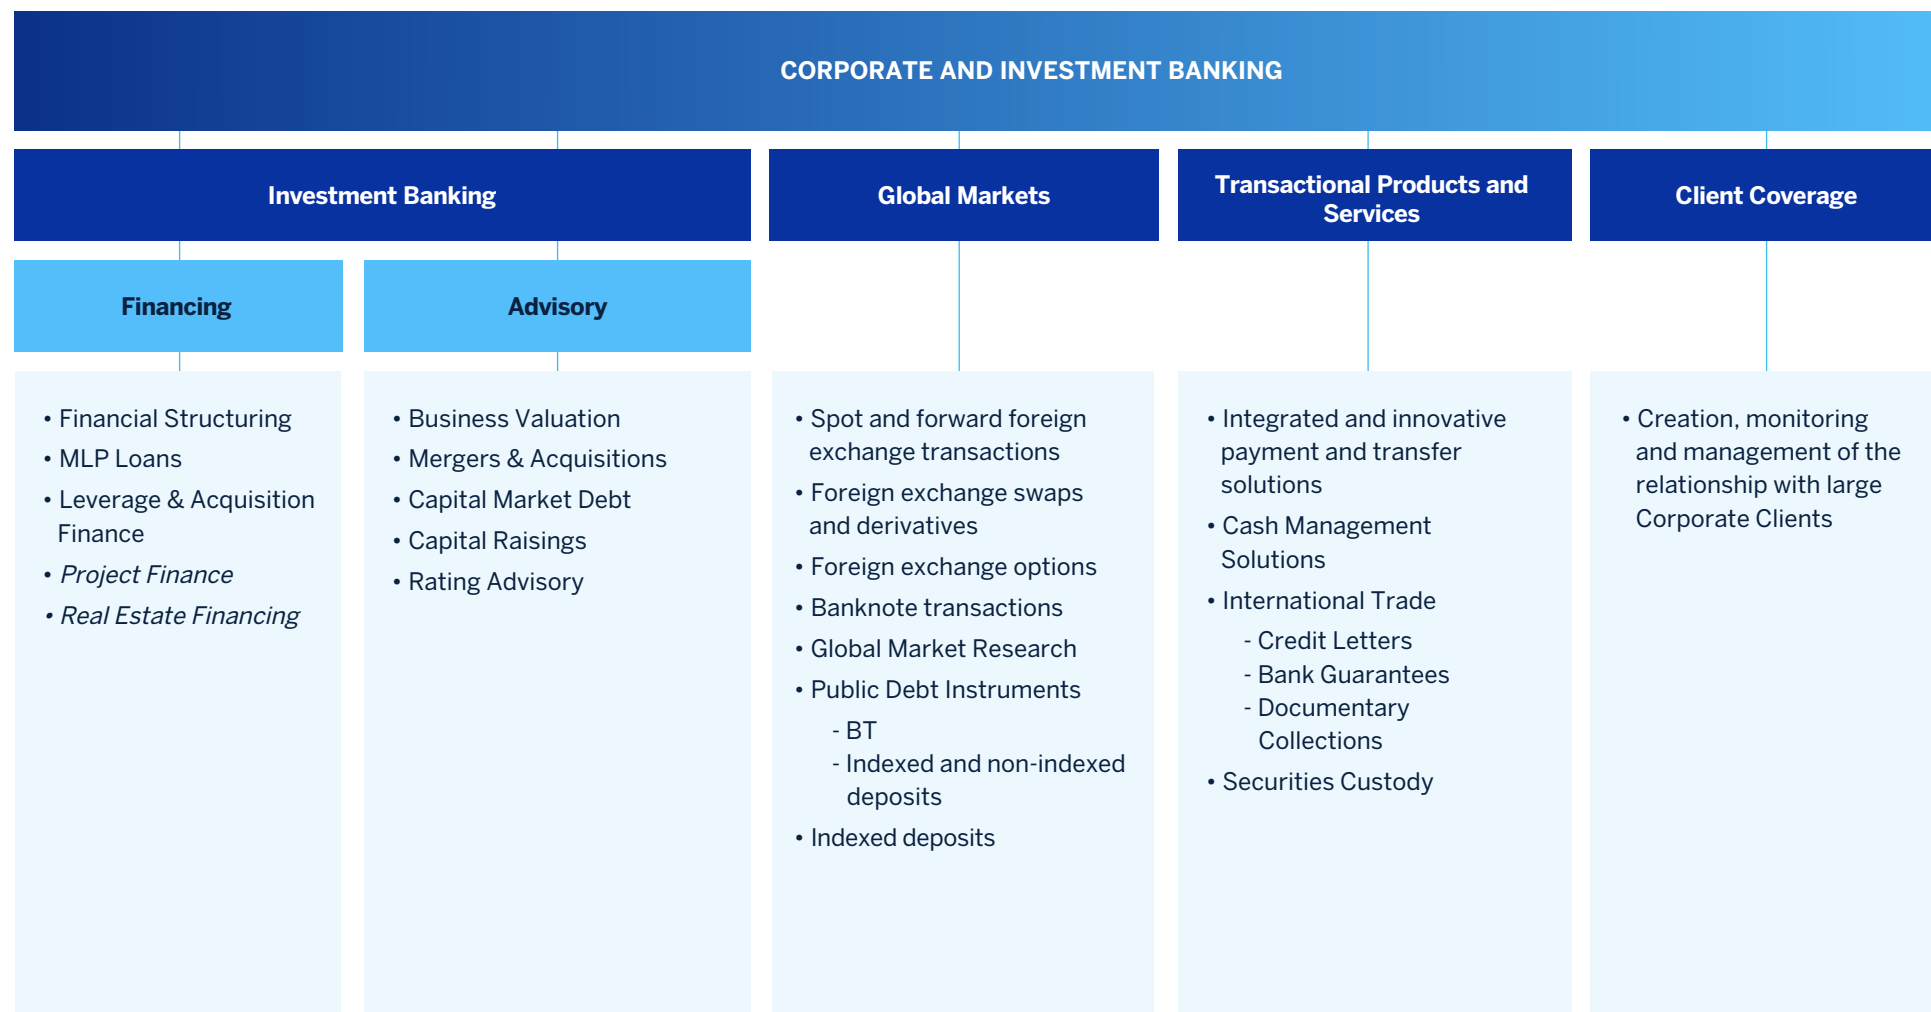 CORPORATE AND INVESTMENT BANKING
Investment Banking
Global Markets
Transactional Products and
Services
Client Coverage
Financing
Advisory
• Financial Structuring
• MLP Loans
• Leverage & Acquisition
Finance
• Project Finance
• Real Estate Financing
• Business Valuation
• Mergers & Acquisitions
• Capital Market Debt
• Capital Raisings
• Rating Advisory
• Spot and forward foreign
exchange transactions
• Foreign exchange swaps
and derivatives
• Foreign exchange options
• Banknote transactions
• Global Market Research
• Public Debt Instruments
- BT
- Indexed and non-indexed
deposits
• Indexed deposits
• Integrated and innovative
payment and transfer
solutions
• Cash Management
Solutions
• International Trade
- Credit Letters
- Bank Guarantees
- Documentary
Collections
• Securities Custody
• Creation, monitoring
and management of the
relationship with large
Corporate Clients